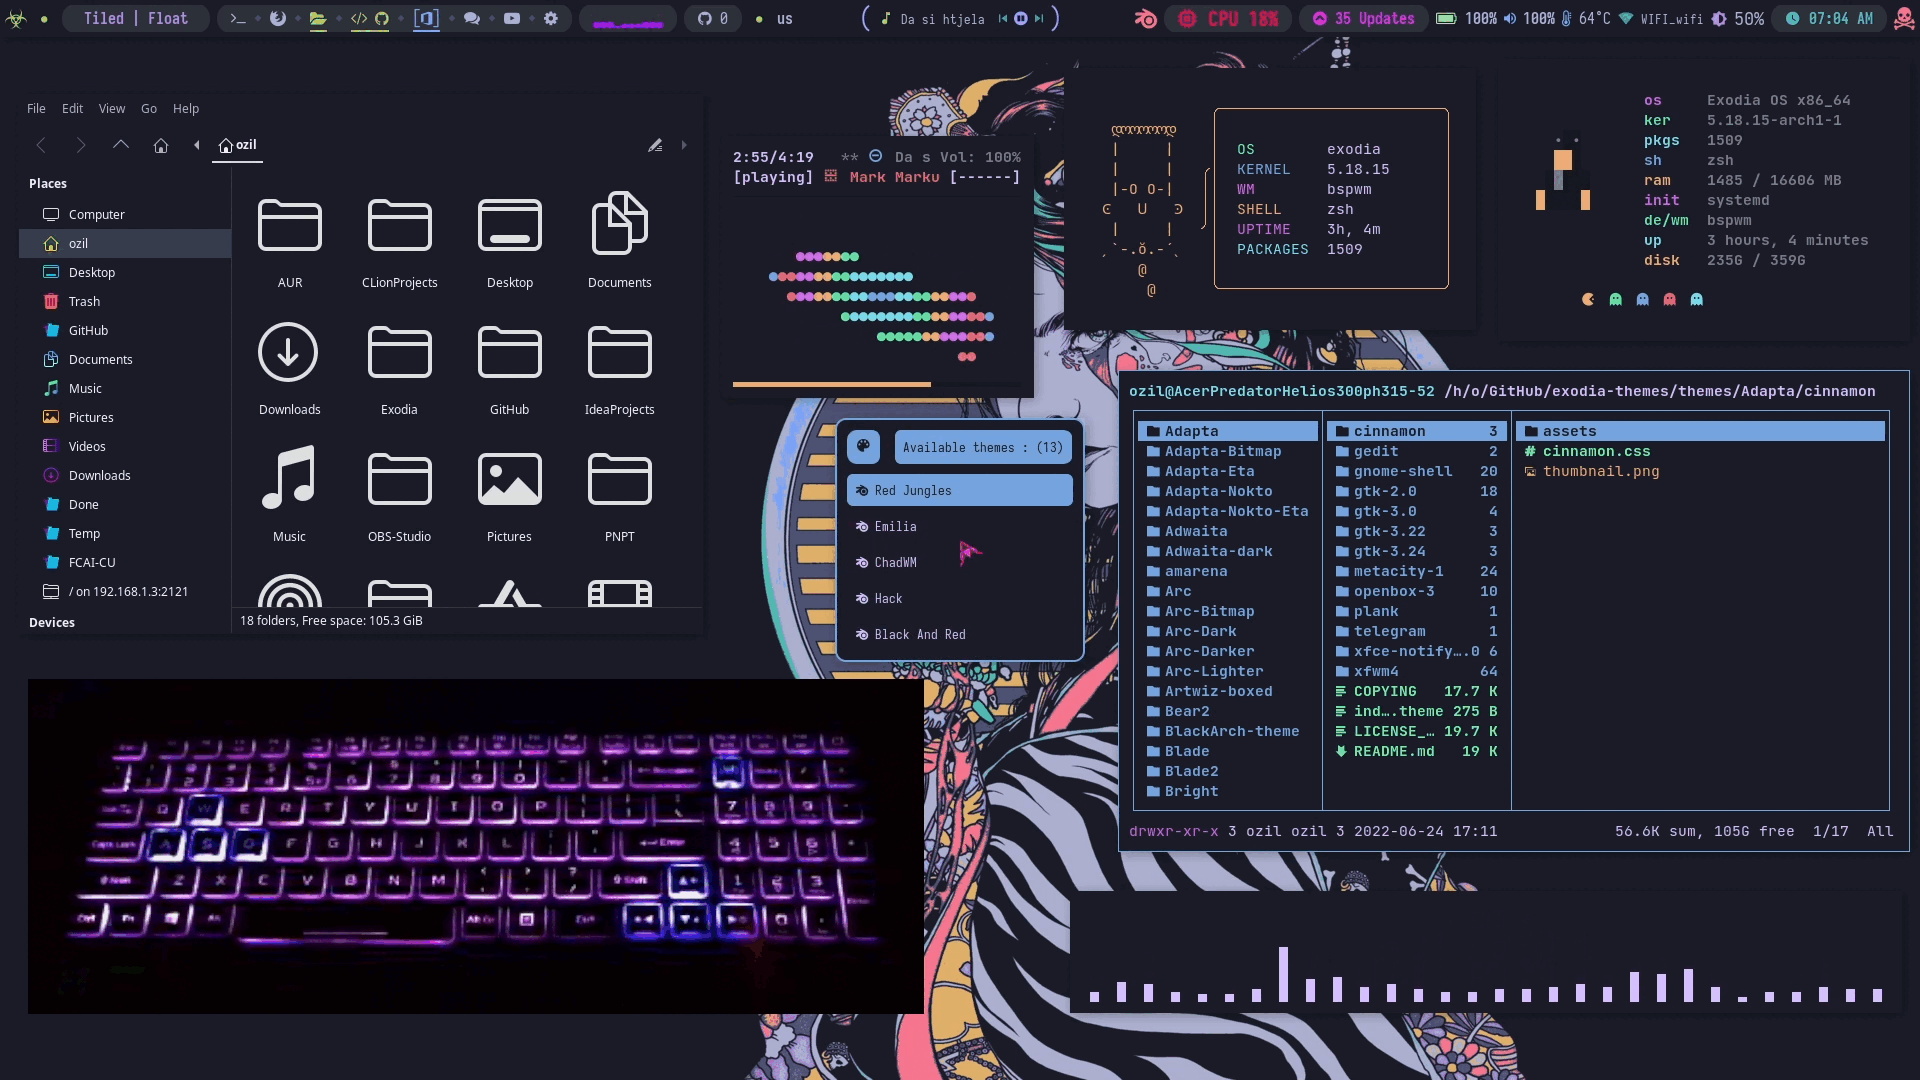 Tiled | Float
0
us
Da si htjela
CPU 18%
35 Updates
100%
100%
64°C
WIFI_wifi
50%
07:04 AM
File Edit View Go Help
ozil
Places
Computer
ozil
Desktop
Trash
GitHub
Documents
Music
Pictures
Videos
Downloads
Done
Temp
FCAI-CU
/ on 192.168.1.3:2121
Devices
AUR
CLionProjects
Desktop
Documents
Downloads
Exodia
GitHub
IdeaProjects
Music
OBS-Studio
Pictures
PNPT
18 folders, Free space: 105.3 GiB
2:55/4:19 ** Da s Vol: 100%
[playing] Mark Marku [------]
OS exodia
KERNEL 5.18.15
WM bspwm
SHELL zsh
UPTIME 3h, 4m
PACKAGES 1509
os Exodia OS x86_64
ker 5.18.15-arch1-1
pkgs 1509
sh zsh
ram 1485 / 16606 MB
init systemd
de/wm bspwm
up 3 hours, 4 minutes
disk 235G / 359G
Available themes : (13)
Red Jungles
Emilia
ChadWM
Hack
Black And Red
ozil@AcerPredatorHelios300ph315-52 /h/o/GitHub/exodia-themes/themes/Adapta/cinnamon
Adapta
Adapta-Bitmap
Adapta-Eta
Adapta-Nokto
Adapta-Nokto-Eta
Adwaita
Adwaita-dark
amarena
Arc
Arc-Bitmap
Arc-Dark
Arc-Darker
Arc-Lighter
Artwiz-boxed
Bear2
BlackArch-theme
Blade
Blade2
Bright
cinnamon 3
gedit 2
gnome-shell 20
gtk-2.0 18
gtk-3.0 4
gtk-3.22 3
gtk-3.24 3
metacity-1 24
openbox-3 10
plank 1
telegram 1
xfce-notify….0 6
xfwm4 64
COPYING 17.7 K
ind….theme 275 B
LICENSE_… 19.7 K
README.md 19 K
assets
cinnamon.css
thumbnail.png
drwxr-xr-x 3 ozil ozil 3 2022-06-24 17:11
56.6K sum, 105G free 1/17 All